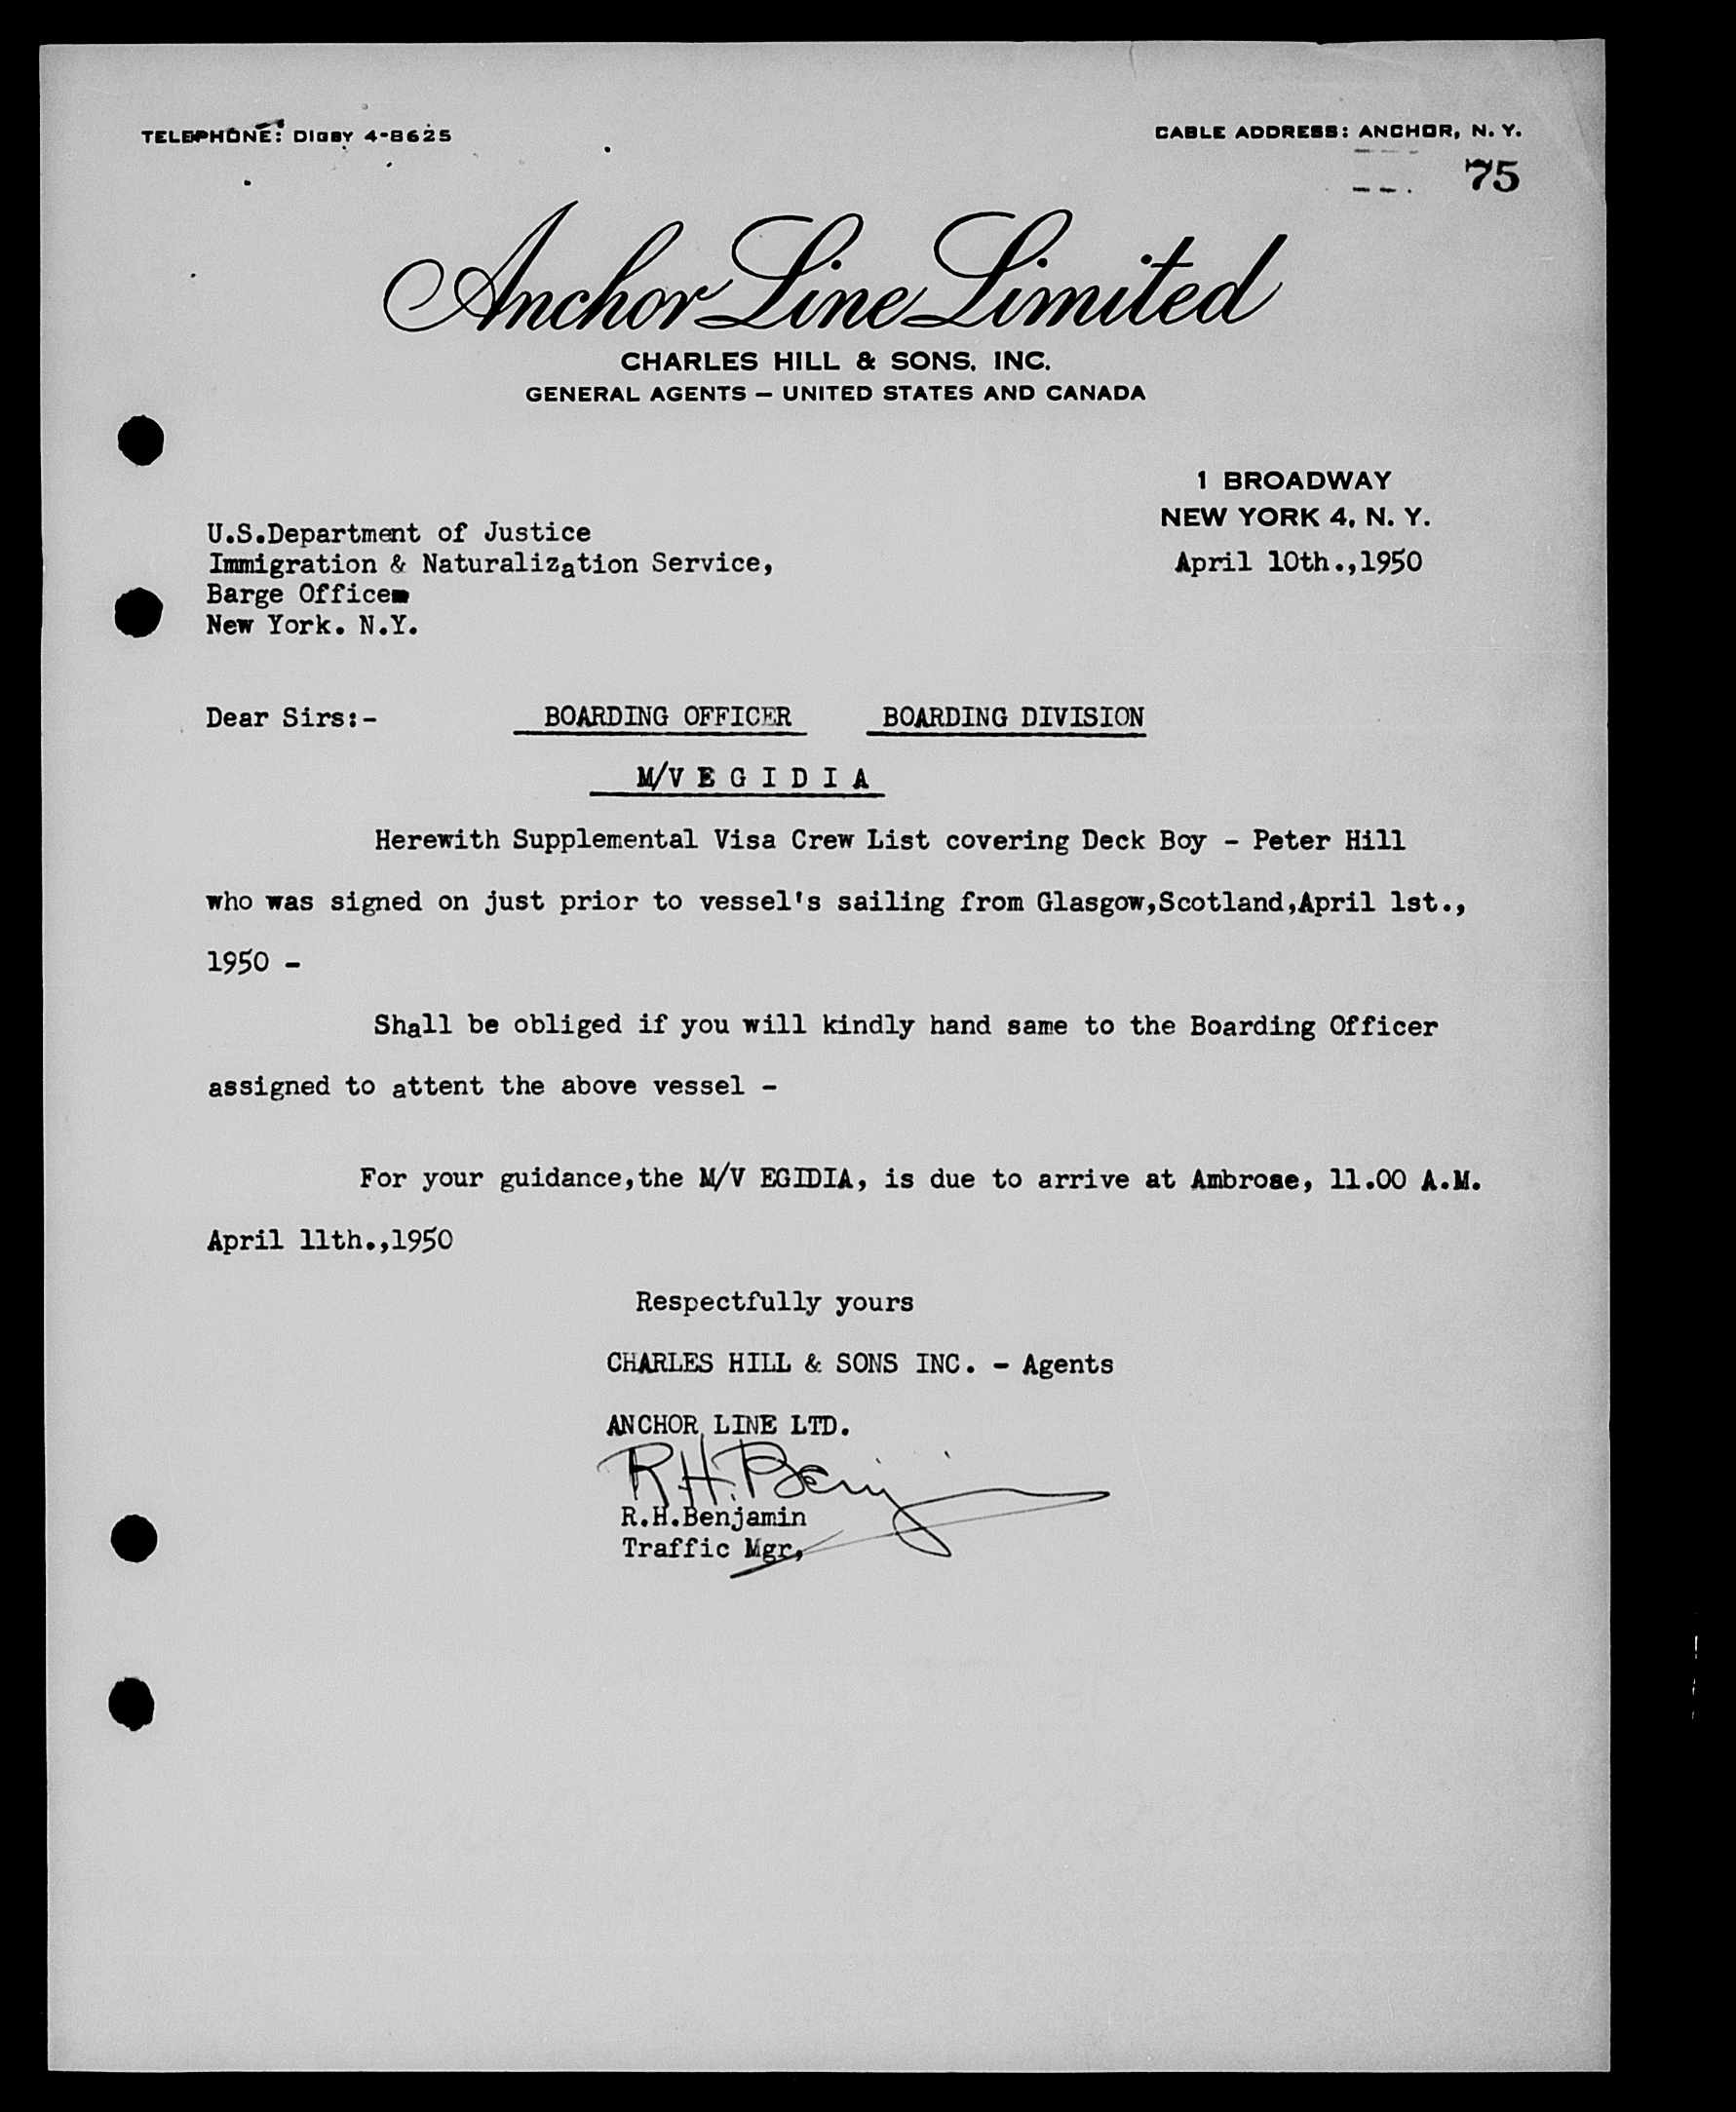 TELEPHONE: DIGBY 4-8625
CABLE ADDRESS: ANCHOR, N. Y.
75
Anchor Line Limited
CHARLES HILL & SONS, INC.
GENERAL AGENTS — UNITED STATES AND CANADA
1 BROADWAY
NEW YORK 4, N. Y.
April 10th.,1950
U.S.Department of Justice
Immigration & Naturalization Service,
Barge Office
New York. N.Y.
Dear Sirs:- BOARDING OFFICER BOARDING DIVISION
M/V E G I D I A
Herewith Supplemental Visa Crew List covering Deck Boy - Peter Hill
who was signed on just prior to vessel's sailing from Glasgow,Scotland,April 1st.,
1950 -
Shall be obliged if you will kindly hand same to the Boarding Officer
assigned to attent the above vessel -
For your guidance,the M/V EGIDIA, is due to arrive at Ambrose, 11.00 A.M.
April 11th.,1950
Respectfully yours
CHARLES HILL & SONS INC. - Agents
ANCHOR LINE LTD.
R.H.Benj
R.H.Benjamin
Traffic Mgr,